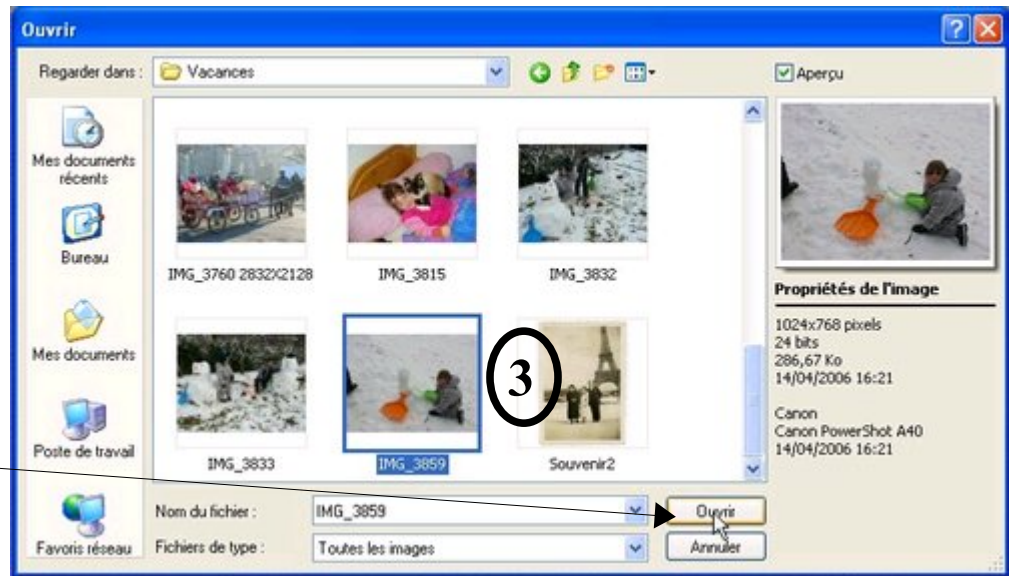 Ouvrir
Regarder dans :
Vacances
Aperçu
Mes documents
récents
Bureau
Mes documents
Poste de travail
Favoris réseau
IMG_3760 2832X2128
IMG_3815
IMG_3832
IMG_3833
IMG_3859
Souvenir2
3
Propriétés de l'image
1024x768 pixels
24 bits
286,67 Ko
14/04/2006 16:21
Canon
Canon PowerShot A40
14/04/2006 16:21
Nom du fichier :
IMG_3859
Ouvrir
Fichiers de type :
Toutes les images
Annuler